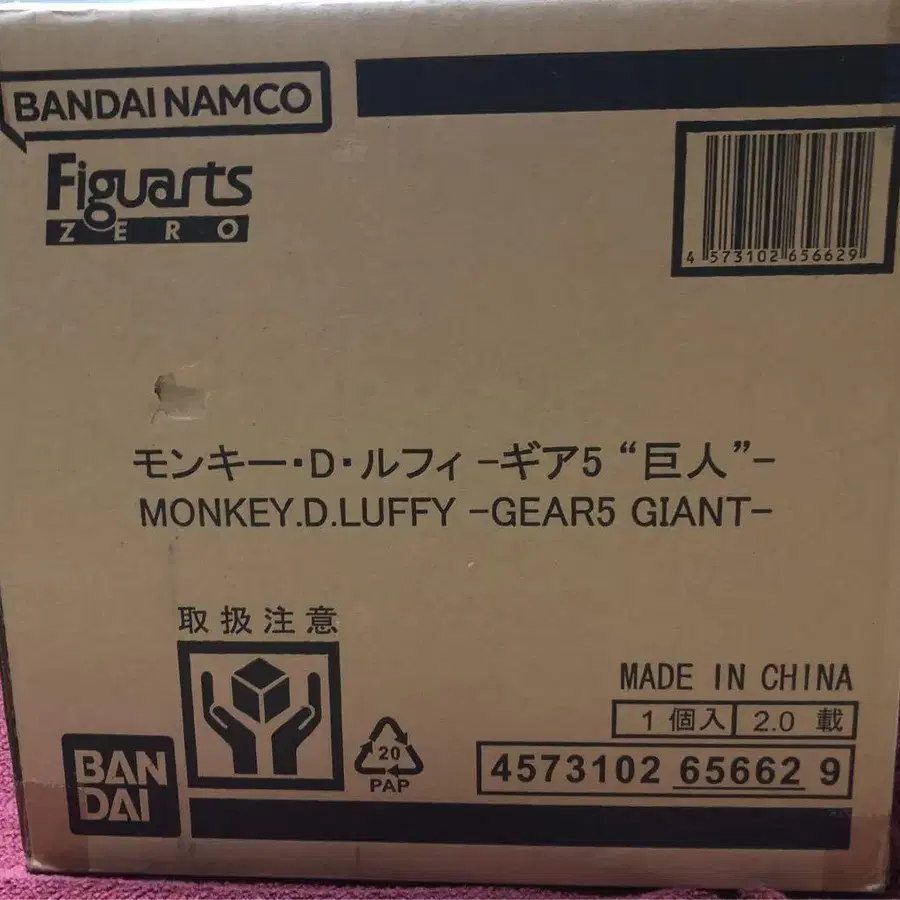 BANDAI NAMCO
Figuarts
ZERO
4 573102 656629
モンキー・D・ルフィ -ギア5 “巨人”-
MONKEY.D.LUFFY -GEAR5 GIANT-
取扱注意
MADE IN CHINA
1個入 2.0 載
20
PAP
4573102 65662 9
BAN
DAI